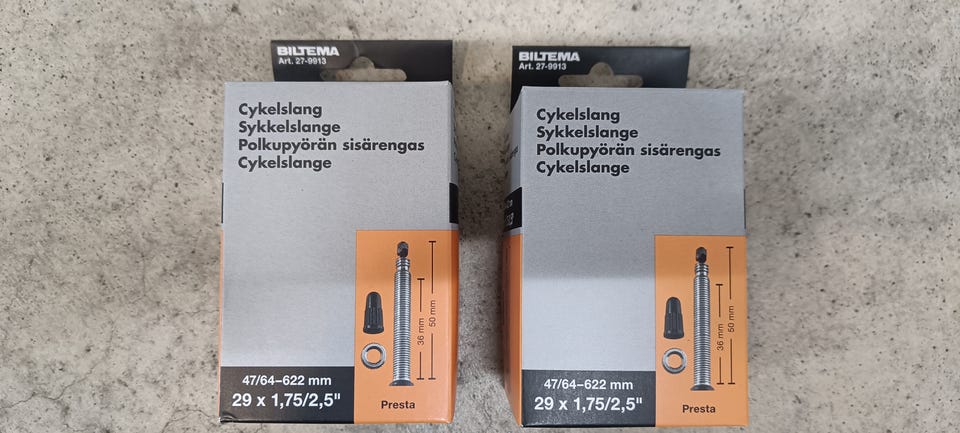 BILTEMA
Art. 27-9913
Cykelslang
Sykkelslange
Polkupyörän sisärengas
Cykelslange
36 mm
50 mm
47/64–622 mm
29 x 1,75/2,5"
Presta
BILTEMA
Art. 27-9913
Cykelslang
Sykkelslange
Polkupyörän sisärengas
Cykelslange
36 mm
50 mm
47/64–622 mm
29 x 1,75/2,5"
Presta